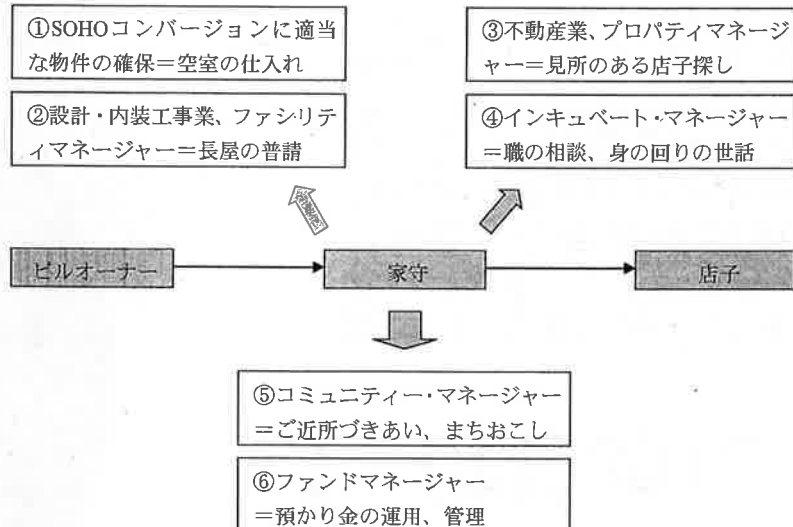 ①SOHOコンバージョンに適当
な物件の確保=空室の仕入れ
②設計・内装工事業、ファシリテ
ィマネージャー=長屋の普請
③不動産業、プロパティマネージ
ャー=見所のある店子探し
④インキュベート・マネージャー
=職の相談、身の回りの世話
ビルオーナー
家守
店子
⑤コミュニティー・マネージャー
=ご近所づきあい、まちおこし
⑥ファンドマネージャー
=預かり金の運用、管理